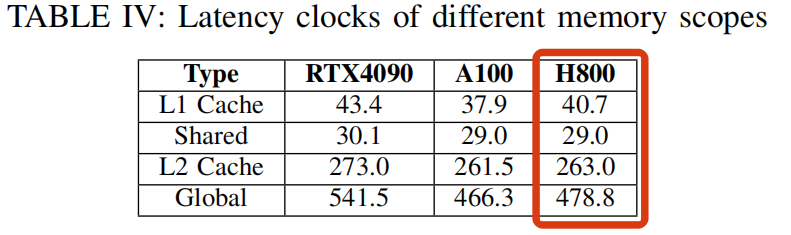 TABLE IV: Latency clocks of different memory scopes
Type RTX4090 A100 H800
L1 Cache 43.4 37.9 40.7
Shared 30.1 29.0 29.0
L2 Cache 273.0 261.5 263.0
Global 541.5 466.3 478.8